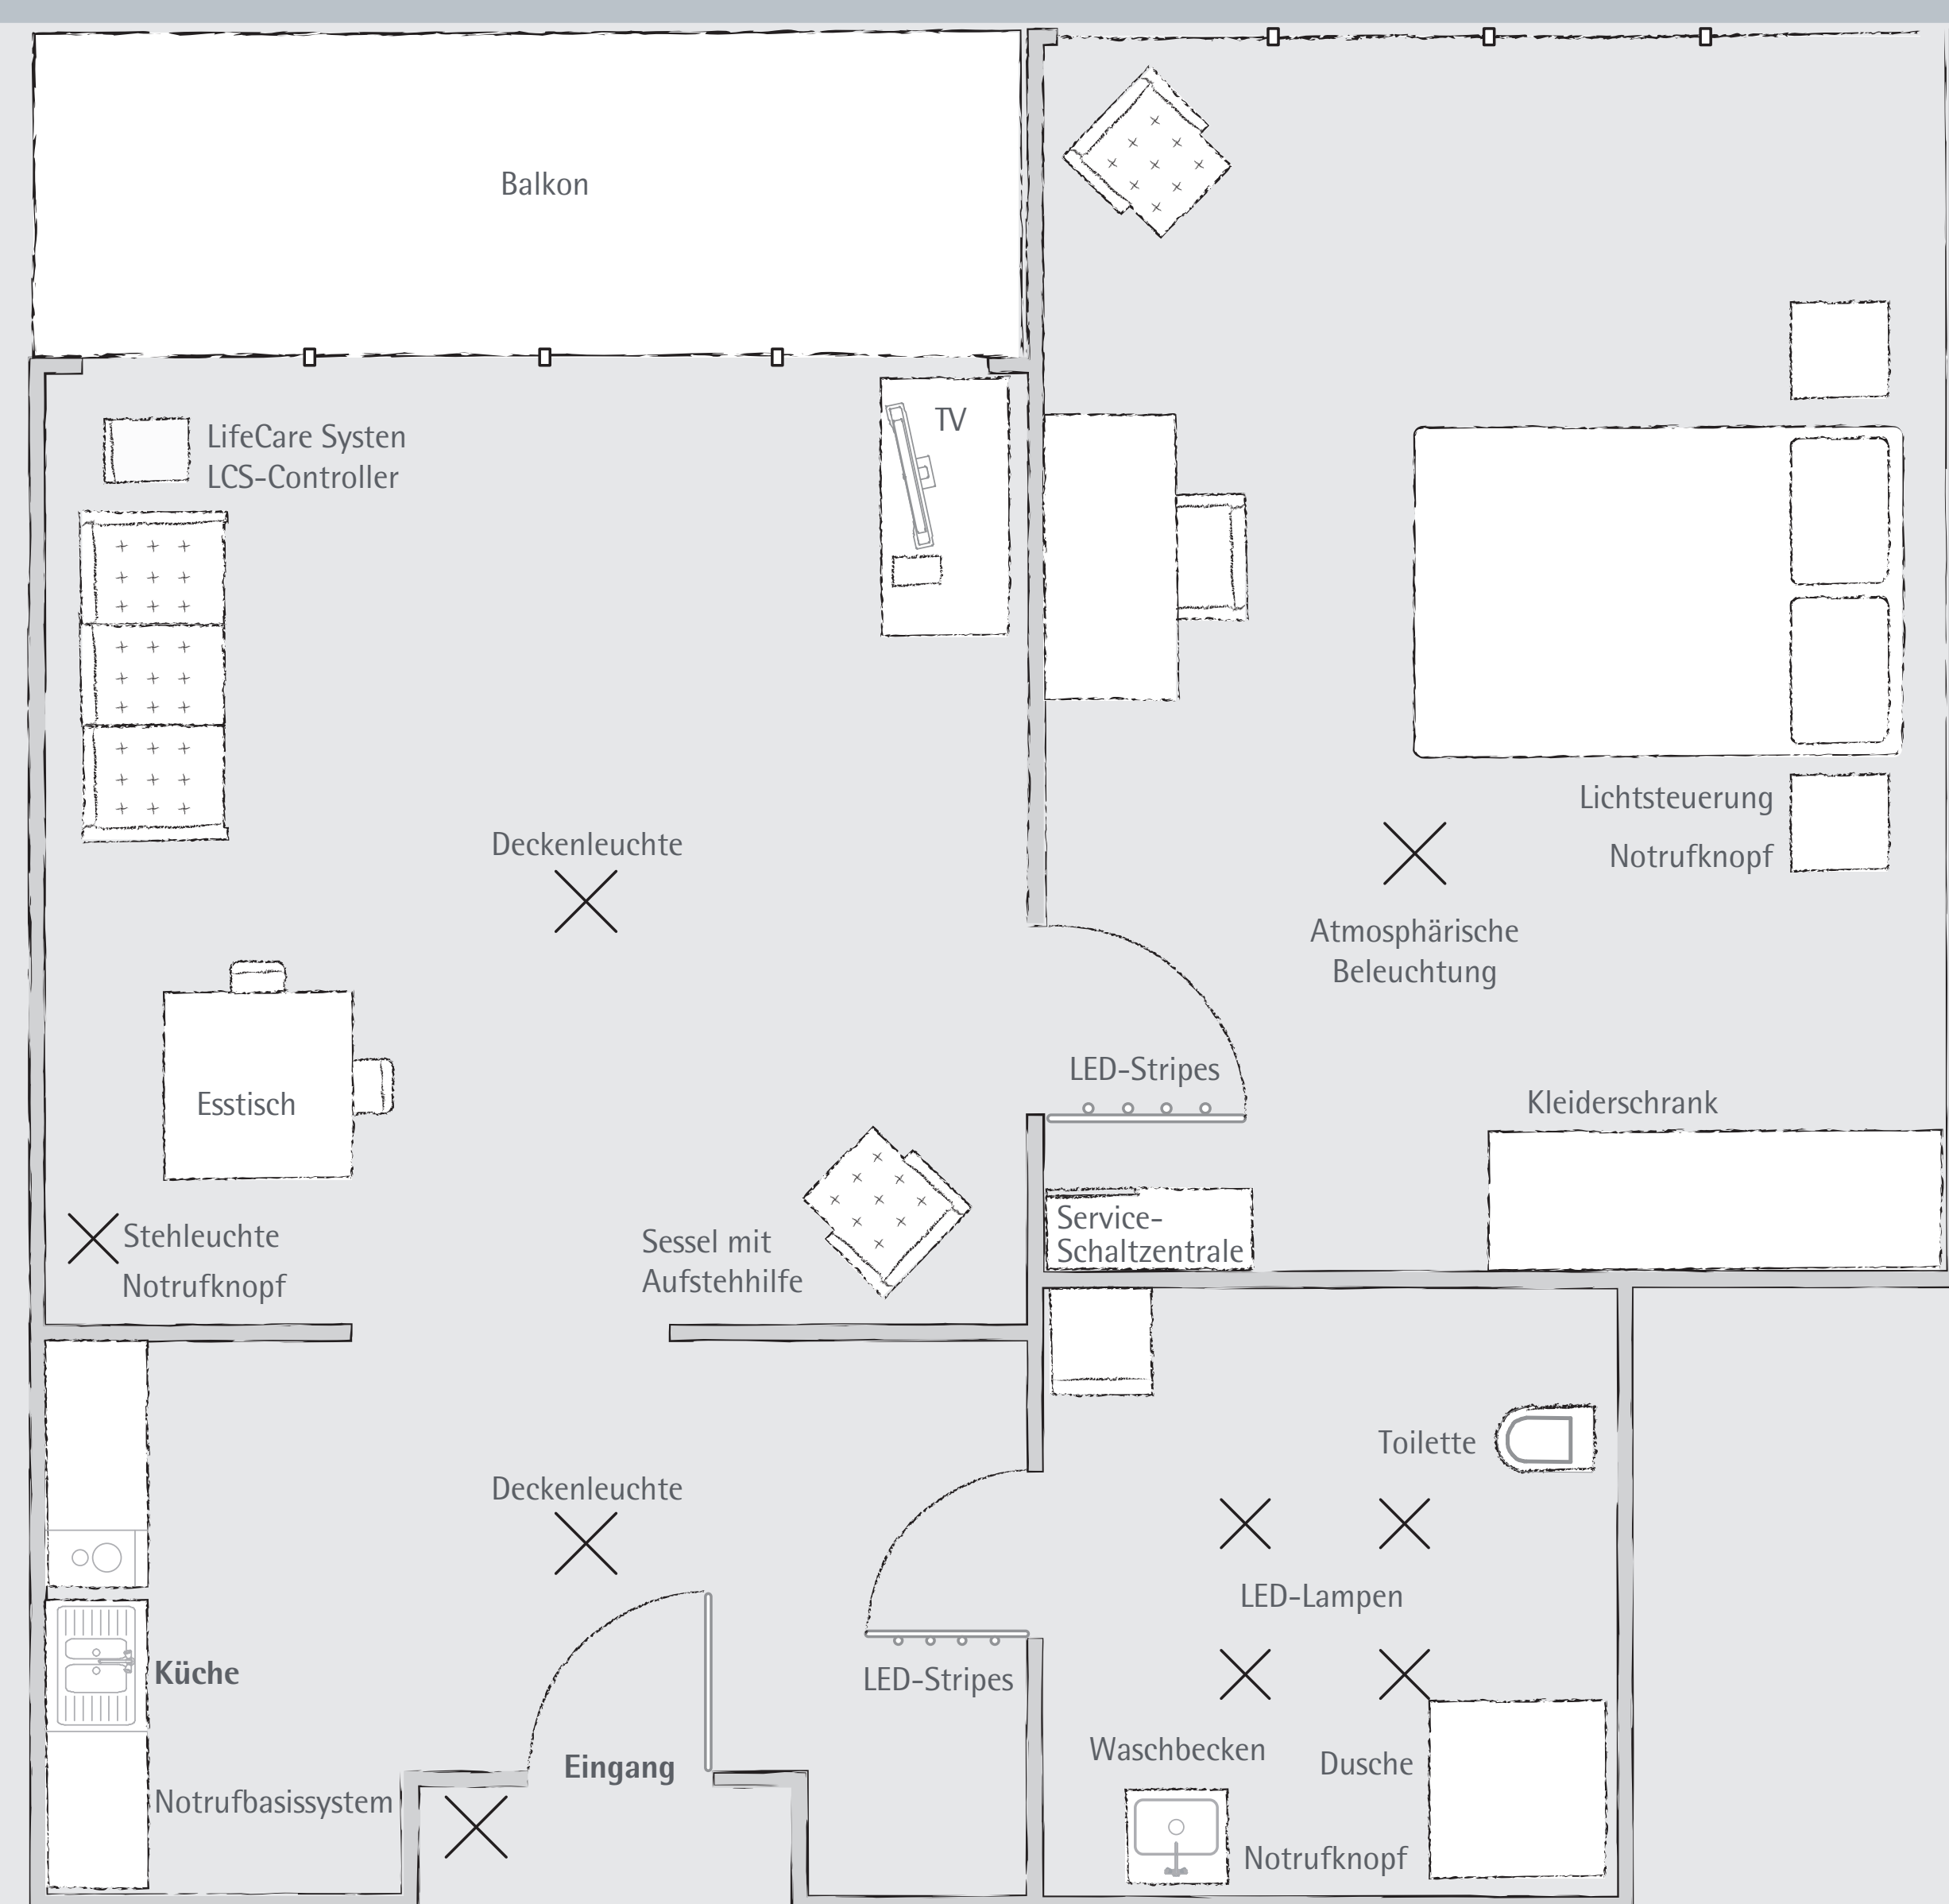 Balkon
TV
LifeCare Systen
LCS-Controller
Lichtsteuerung
Notrufknopf
Deckenleuchte
Atmosphärische
Beleuchtung
LED-Stripes
Esstisch
Kleiderschrank
Service-
Schaltzentrale
Stehleuchte
Notrufknopf
Sessel mit
Aufstehhilfe
Toilette
Deckenleuchte
LED-Lampen
Küche
LED-Stripes
Eingang
Waschbecken
Dusche
Notrufbasissystem
Notrufknopf